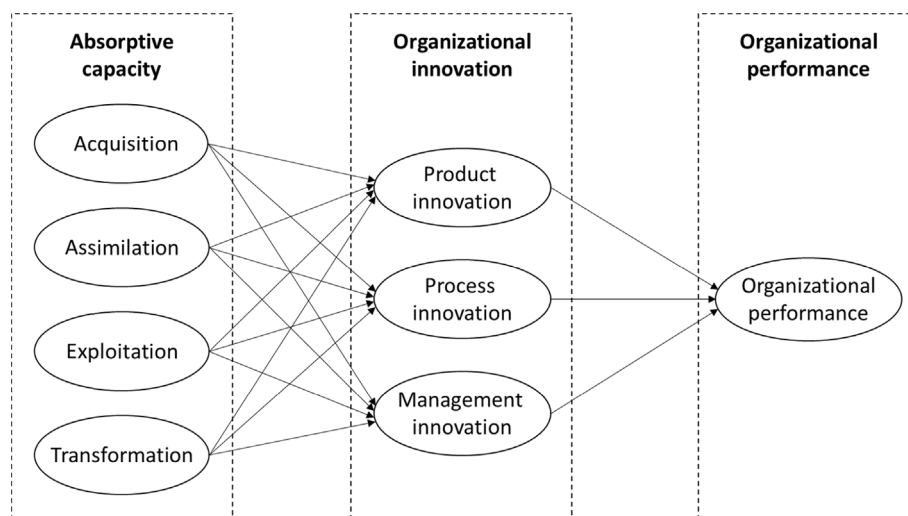 Absorptive
capacity
Acquisition
Assimilation
Exploitation
Transformation
Organizational
innovation
Product
innovation
Process
innovation
Management
innovation
Organizational
performance
Organizational
performance